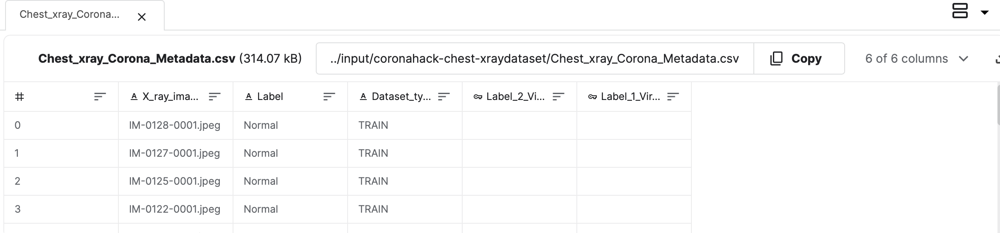 Chest_xray_Corona...
Chest_xray_Corona_Metadata.csv (314.07 kB) ../input/coronahack-chest-xraydataset/Chest_xray_Corona_Metadata.csv Copy 6 of 6 columns
# X_ray_ima... Label Dataset_ty... Label_2_Vi... Label_1_Vir...
0 IM-0128-0001.jpeg Normal TRAIN
1 IM-0127-0001.jpeg Normal TRAIN
2 IM-0125-0001.jpeg Normal TRAIN
3 IM-0122-0001.jpeg Normal TRAIN